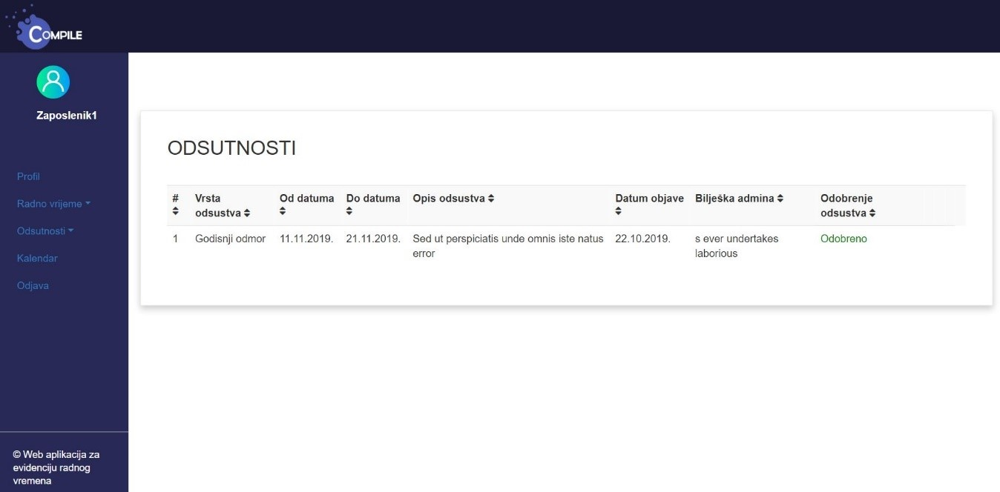 COMPILE
Zaposlenik1
Profil
Radno vrijeme
Odsutnosti
Kalendar
Odjava
© Web aplikacija za
evidenciju radnog
vremena
ODSUTNOSTI
# Vrsta odsustva Od datuma Do datuma Opis odsustva Datum objave Bilješka admina Odobrenje odsustva
1 Godisnji odmor 11.11.2019. 21.11.2019. Sed ut perspiciatis unde omnis iste natus error 22.10.2019. s ever undertakes laborious Odobreno